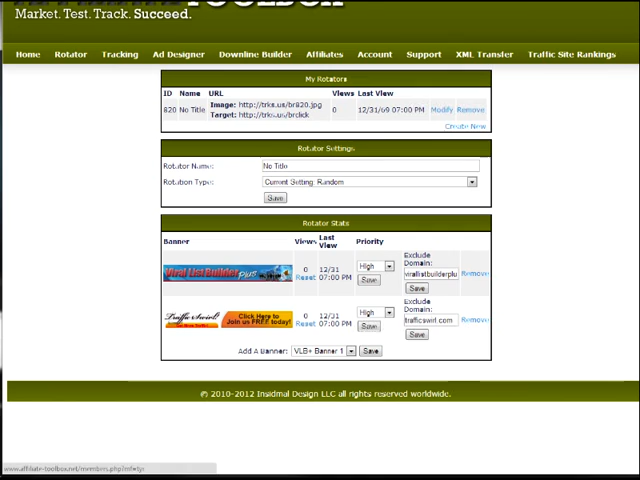 Market. Test. Track. Succeed.
Home Rotator Tracking Ad Designer Downline Builder Affiliates Account Support XML Transfer Traffic Site Rankings
My Rotators
ID Name URL Views Last View
820 No Title Image: http://trks.us/br820.jpg 0 12/31/69 07:00 PM Modify Remove
Target: http://trks.us/brclick
Create New
Rotator Settings
Rotator Name: No Title
Rotation Type: Current Setting: Random
Save
Rotator Stats
Banner Views Last View Priority
Viral List Builder plus 0 Reset 12/31 07:00 PM High Save Exclude Domain: virallistbuilderplu Save Remove
Traffic Swirl! Click Here to Join us FREE today! 0 Reset 12/31 07:00 PM High Save Exclude Domain: trafficswirl.com Save Remove
Add A Banner: VLB+ Banner 1 Save
© 2010-2012 Insidmal Design LLC all rights reserved worldwide.